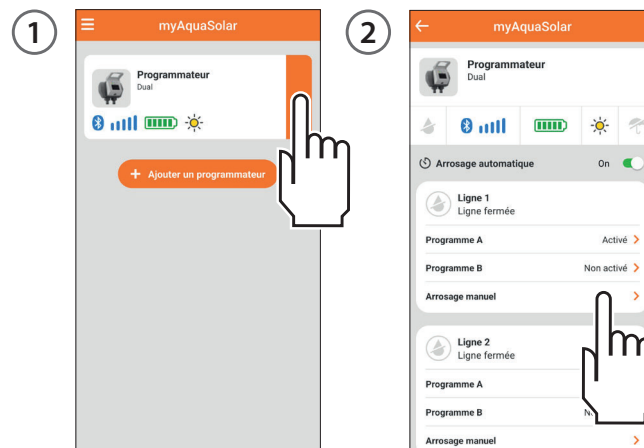 1
myAquaSolar
Programmateur
Dual
+ Ajouter un programmateur
2
myAquaSolar
Programmateur
Dual
Arrosage automatique On
Ligne 1
Ligne fermée
Programme A Activé
Programme B Non activé
Arrosage manuel
Ligne 2
Ligne fermée
Programme A
Programme B
Arrosage manuel